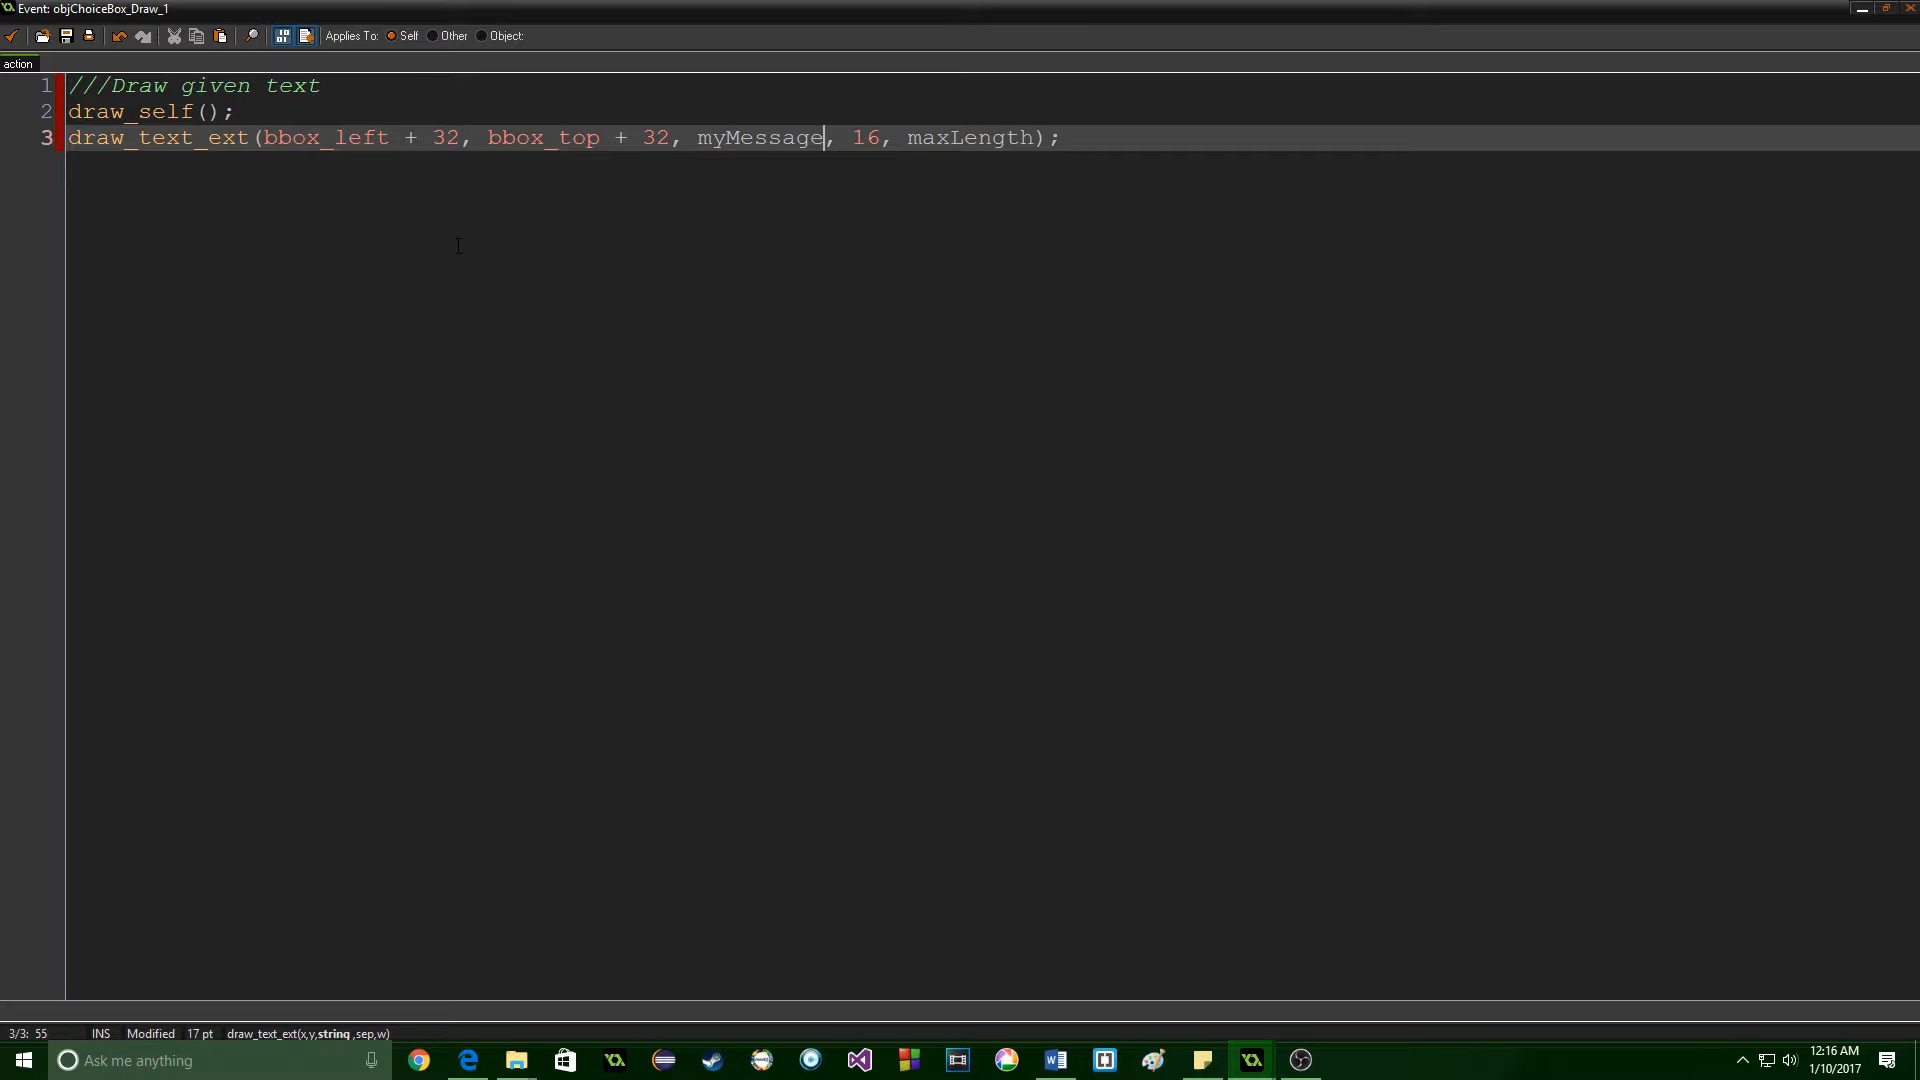 Event: objChoiceBox_Draw_1
Applies To: Self Other Object:
action
1 ///Draw given text
2 draw_self();
3 draw_text_ext(bbox_left + 32, bbox_top + 32, myMessage, 16, maxLength);
3/3: 55 INS Modified 17 pt draw_text_ext(x,y,string ,sep,w)
Ask me anything
12:16 AM
1/10/2017